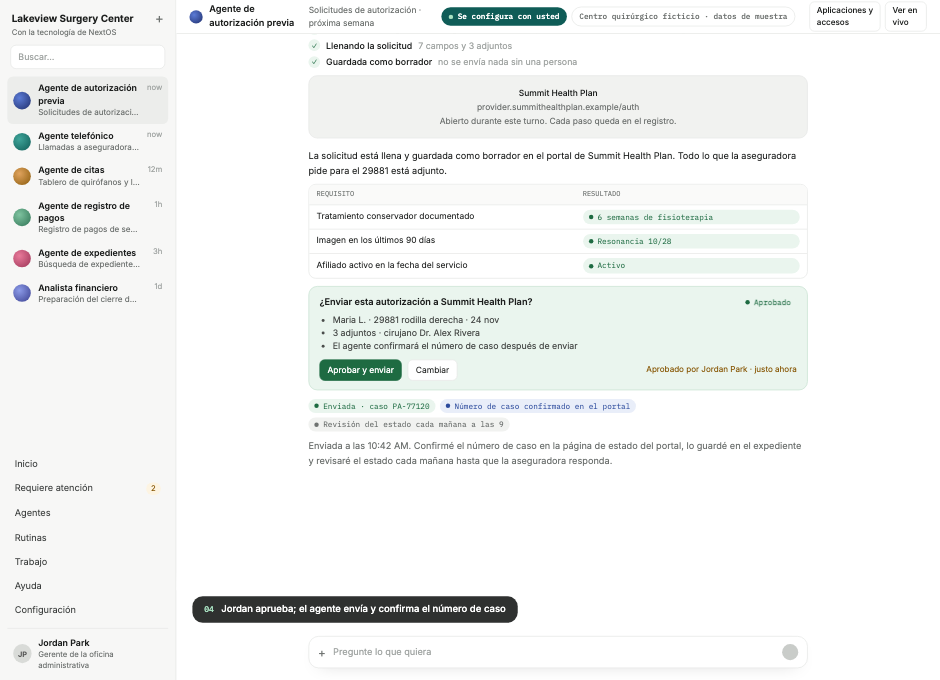 Lakeview Surgery Center
+
Con la tecnología de NextOS
Buscar...
Agente de autorización
previa
now
Solicitudes de autorizaci...
Agente telefónico
now
Llamadas a aseguradora...
Agente de citas
12m
Tablero de quirófanos y l...
Agente de registro de
pagos
1h
Registro de pagos de se...
Agente de expedientes
3h
Búsqueda de expediente...
Analista financiero
1d
Preparación del cierre d...
Inicio
Requiere atención
2
Agentes
Rutinas
Trabajo
Ayuda
Configuración
JP
Jordan Park
Gerente de la oficina
administrativa
Agente de
autorización previa
Solicitudes de autorización ·
próxima semana
Se configura con usted
Centro quirúrgico ficticio · datos de muestra
Aplicaciones y
accesos
Ver en
vivo
Llenando la solicitud 7 campos y 3 adjuntos
Guardada como borrador no se envía nada sin una persona
Summit Health Plan
provider.summithealthplan.example/auth
Abierto durante este turno. Cada paso queda en el registro.
La solicitud está llena y guardada como borrador en el portal de Summit Health Plan. Todo lo que la aseguradora
pide para el 29881 está adjunto.
REQUISITO RESULTADO
Tratamiento conservador documentado 6 semanas de fisioterapia
Imagen en los últimos 90 días Resonancia 10/28
Afiliado activo en la fecha del servicio Activo
¿Enviar esta autorización a Summit Health Plan?
Aprobado
• Maria L. · 29881 rodilla derecha · 24 nov
• 3 adjuntos · cirujano Dr. Alex Rivera
• El agente confirmará el número de caso después de enviar
Aprobar y enviar
Cambiar
Aprobado por Jordan Park · justo ahora
Enviada · caso PA-77120
Número de caso confirmado en el portal
Revisión del estado cada mañana a las 9
Enviada a las 10:42 AM. Confirmé el número de caso en la página de estado del portal, lo guardé en el expediente
y revisaré el estado cada mañana hasta que la aseguradora responda.
04 Jordan aprueba; el agente envía y confirma el número de caso
+ Pregunte lo que quiera